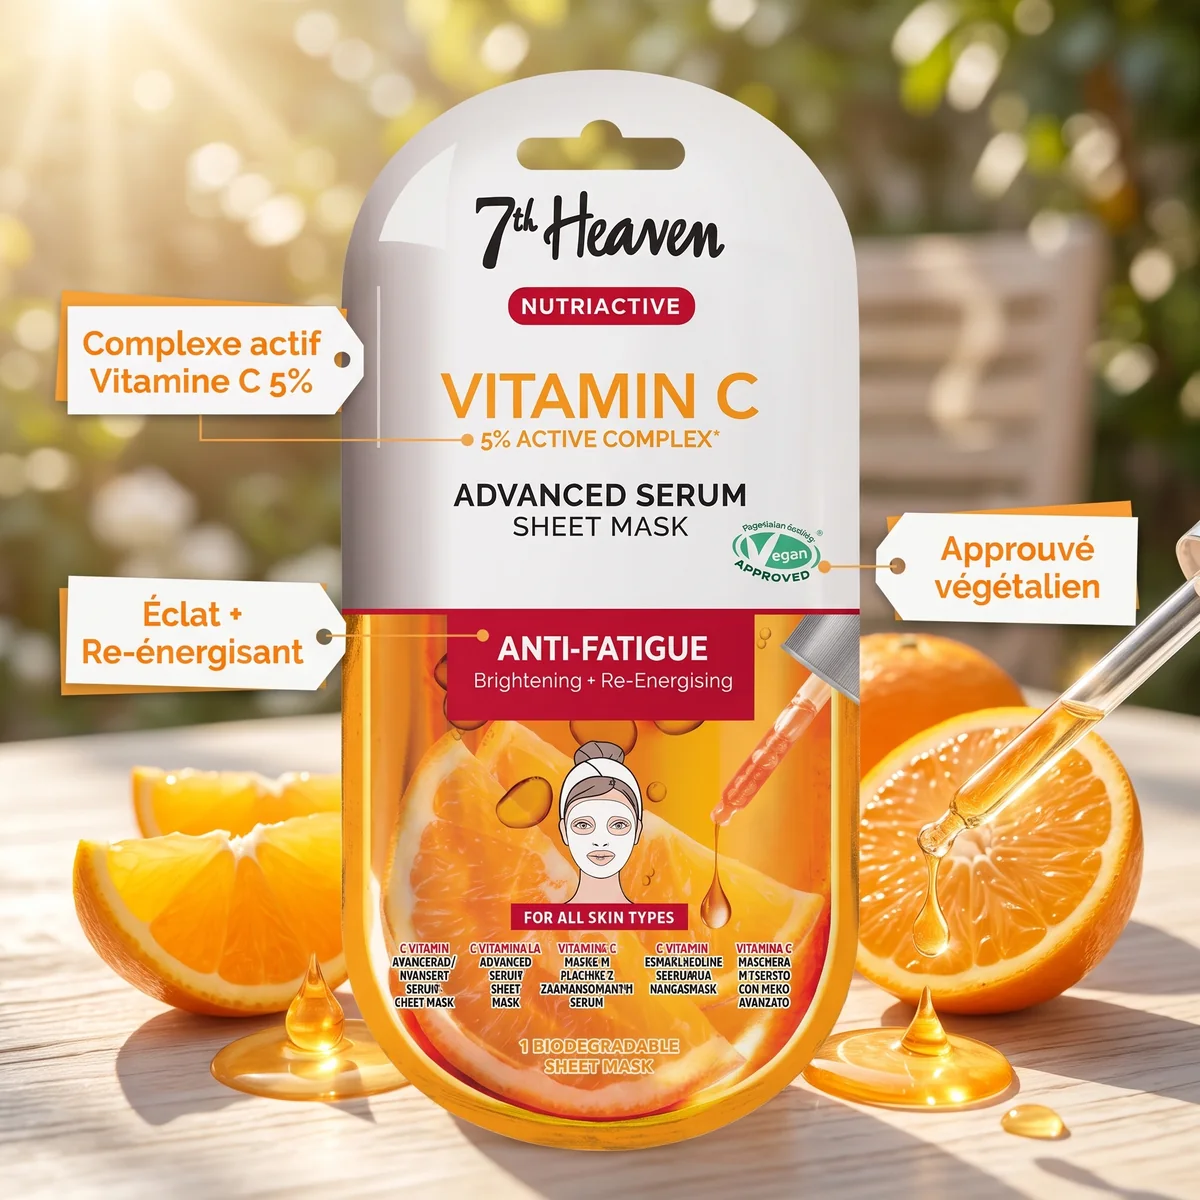 7th Heaven
NUTRIACTIVE
Complexe actif
Vitamine C 5%
VITAMIN C
5% ACTIVE COMPLEX*
ADVANCED SERUM
SHEET MASK
Vegan
APPROVED
®
Approuvé
végétalien
Éclat +
Re-énergisant
ANTI-FATIGUE
Brightening + Re-Energising
FOR ALL SKIN TYPES
C VITAMIN
C VITAMINA LA
ADVANCED
SHEET
MASK
VITAMINA C
SERUM
C VITAMIN
NANGASMASK
VITAMINA C
MASCHERA
CON MEKO
AVANZATO
1 BIODEGRADABLE
SHEET MASK